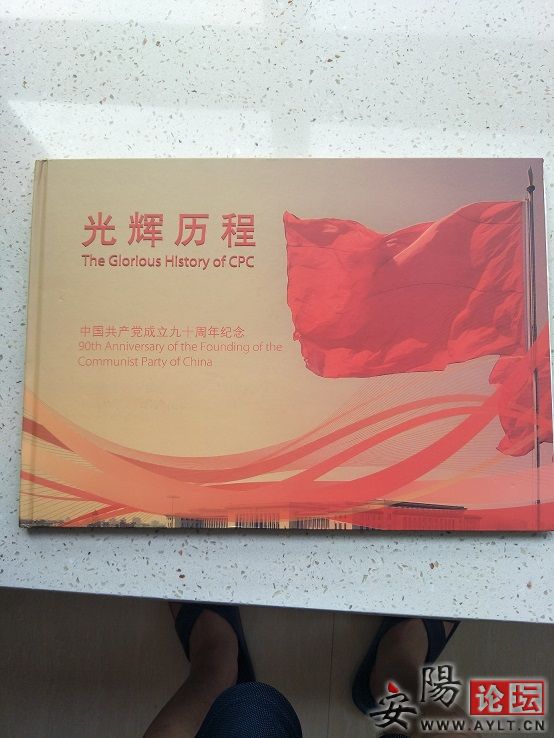 光辉历程
The Glorious History of CPC
中国共产党成立九十周年纪念
90th Anniversary of the Founding of the
Communist Party of China
安陽论坛
WWW.AYLT.CN